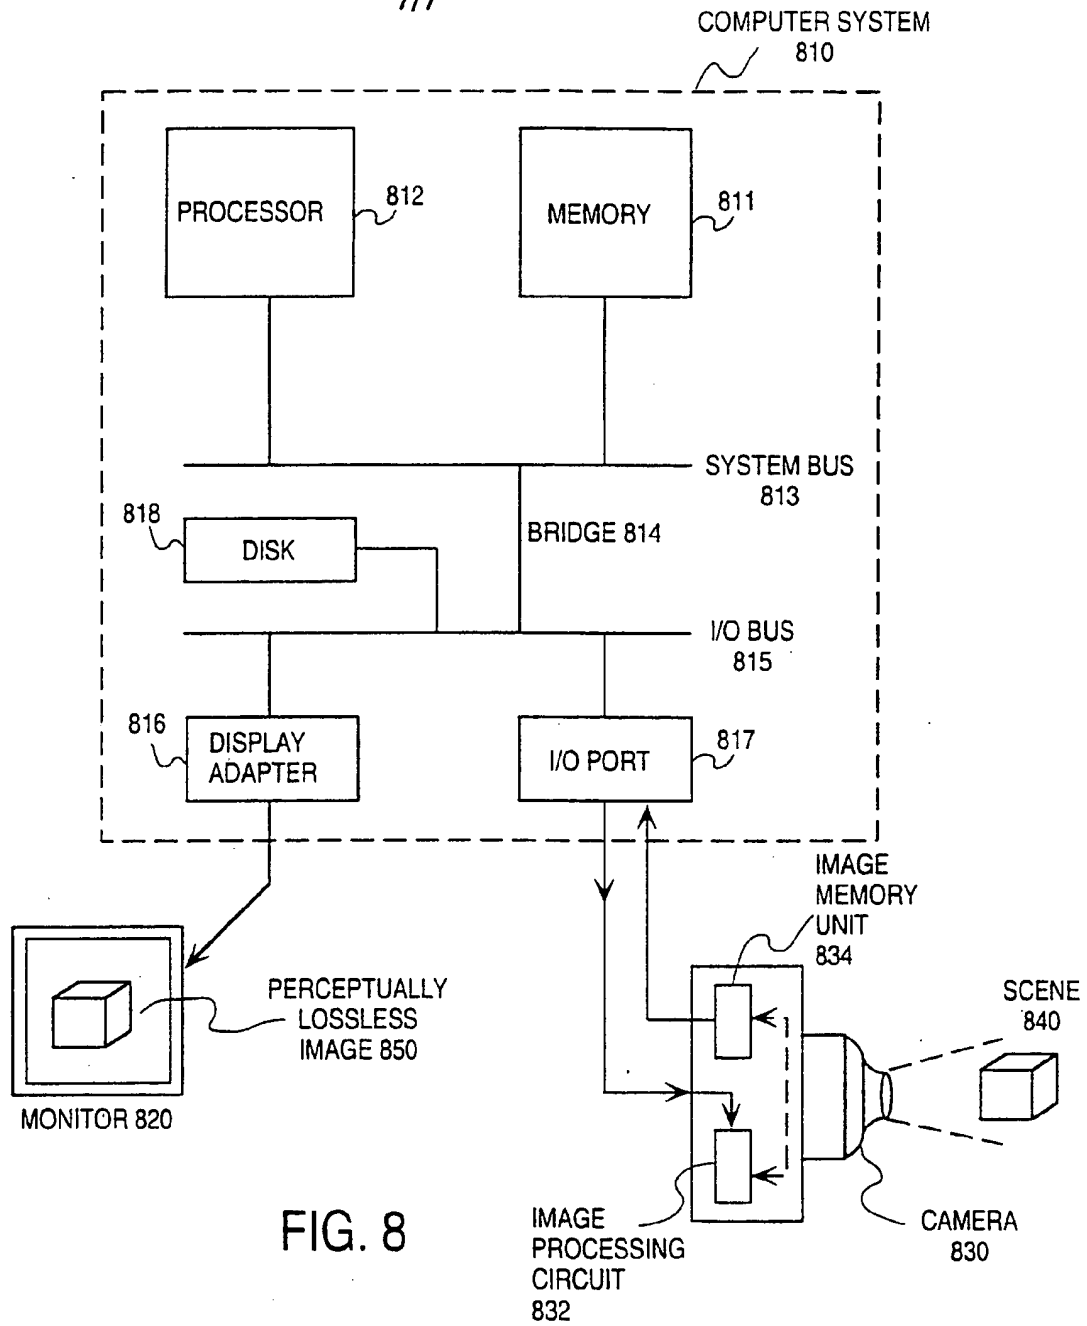 COMPUTER SYSTEM
810
PROCESSOR
812
MEMORY
811
SYSTEM BUS
813
818
DISK
BRIDGE 814
I/O BUS
815
816
DISPLAY
ADAPTER
I/O PORT
817
IMAGE
MEMORY
UNIT
834
PERCEPTUALLY
LOSSLESS
IMAGE 850
SCENE
840
MONITOR 820
FIG. 8
IMAGE
PROCESSING
CIRCUIT
832
CAMERA
830